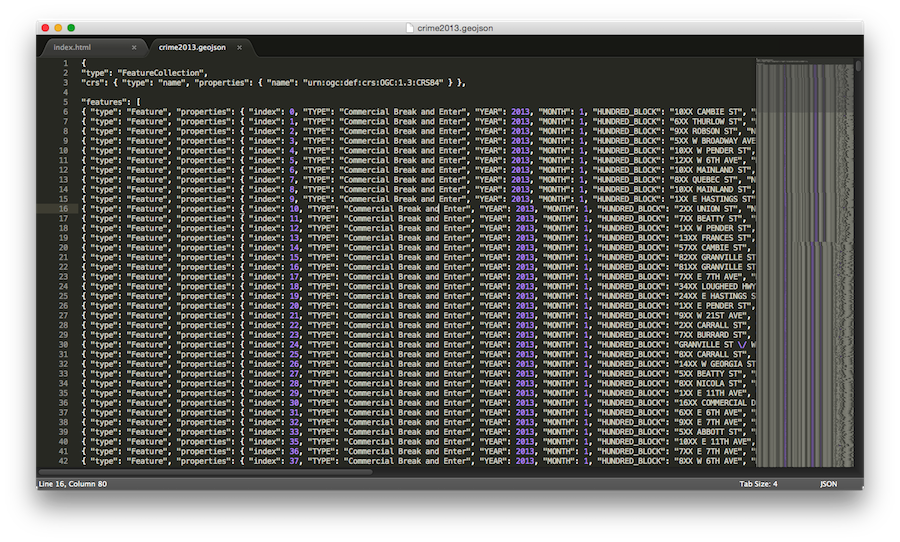 crime2013.geojson
index.html × crime2013.geojson ×
1 {
2 "type": "FeatureCollection",
3 "crs": { "type": "name", "properties": { "name": "urn:ogc:def:crs:OGC:1.3:CRS84" } },
4
5 "features": [
6 { "type": "Feature", "properties": { "index": 0, "TYPE": "Commercial Break and Enter", "YEAR": 2013, "MONTH": 1, "HUNDRED_BLOCK": "10XX CAMBIE ST", "
7 { "type": "Feature", "properties": { "index": 1, "TYPE": "Commercial Break and Enter", "YEAR": 2013, "MONTH": 1, "HUNDRED_BLOCK": "6XX THURLOW ST", "
8 { "type": "Feature", "properties": { "index": 2, "TYPE": "Commercial Break and Enter", "YEAR": 2013, "MONTH": 1, "HUNDRED_BLOCK": "9XX ROBSON ST", "N
9 { "type": "Feature", "properties": { "index": 3, "TYPE": "Commercial Break and Enter", "YEAR": 2013, "MONTH": 1, "HUNDRED_BLOCK": "5XX W BROADWAY AVE
10 { "type": "Feature", "properties": { "index": 4, "TYPE": "Commercial Break and Enter", "YEAR": 2013, "MONTH": 1, "HUNDRED_BLOCK": "10XX W PENDER ST",
11 { "type": "Feature", "properties": { "index": 5, "TYPE": "Commercial Break and Enter", "YEAR": 2013, "MONTH": 1, "HUNDRED_BLOCK": "12XX W 6TH AVE", "N
12 { "type": "Feature", "properties": { "index": 6, "TYPE": "Commercial Break and Enter", "YEAR": 2013, "MONTH": 1, "HUNDRED_BLOCK": "10XX MAINLAND ST",
13 { "type": "Feature", "properties": { "index": 7, "TYPE": "Commercial Break and Enter", "YEAR": 2013, "MONTH": 1, "HUNDRED_BLOCK": "8XX QUEBEC ST", "N
14 { "type": "Feature", "properties": { "index": 8, "TYPE": "Commercial Break and Enter", "YEAR": 2013, "MONTH": 1, "HUNDRED_BLOCK": "10XX MAINLAND ST",
15 { "type": "Feature", "properties": { "index": 9, "TYPE": "Commercial Break and Enter", "YEAR": 2013, "MONTH": 1, "HUNDRED_BLOCK": "1XX E HASTINGS ST
16 { "type": "Feature", "properties": { "index": 10, "TYPE": "Commercial Break and Enter", "YEAR": 2013, "MONTH": 1, "HUNDRED_BLOCK": "22XX UNION ST", "N
17 { "type": "Feature", "properties": { "index": 11, "TYPE": "Commercial Break and Enter", "YEAR": 2013, "MONTH": 1, "HUNDRED_BLOCK": "7XX BEATTY ST", "
18 { "type": "Feature", "properties": { "index": 12, "TYPE": "Commercial Break and Enter", "YEAR": 2013, "MONTH": 1, "HUNDRED_BLOCK": "1XX W PENDER ST",
19 { "type": "Feature", "properties": { "index": 13, "TYPE": "Commercial Break and Enter", "YEAR": 2013, "MONTH": 1, "HUNDRED_BLOCK": "13XX FRANCES ST",
20 { "type": "Feature", "properties": { "index": 14, "TYPE": "Commercial Break and Enter", "YEAR": 2013, "MONTH": 1, "HUNDRED_BLOCK": "57XX CAMBIE ST",
21 { "type": "Feature", "properties": { "index": 15, "TYPE": "Commercial Break and Enter", "YEAR": 2013, "MONTH": 1, "HUNDRED_BLOCK": "82XX GRANVILLE ST
22 { "type": "Feature", "properties": { "index": 16, "TYPE": "Commercial Break and Enter", "YEAR": 2013, "MONTH": 1, "HUNDRED_BLOCK": "81XX GRANVILLE ST
23 { "type": "Feature", "properties": { "index": 17, "TYPE": "Commercial Break and Enter", "YEAR": 2013, "MONTH": 1, "HUNDRED_BLOCK": "7XX E 7TH AVE", "
24 { "type": "Feature", "properties": { "index": 18, "TYPE": "Commercial Break and Enter", "YEAR": 2013, "MONTH": 1, "HUNDRED_BLOCK": "34XX LOUGHEED HWY
25 { "type": "Feature", "properties": { "index": 19, "TYPE": "Commercial Break and Enter", "YEAR": 2013, "MONTH": 1, "HUNDRED_BLOCK": "24XX E HASTINGS S
26 { "type": "Feature", "properties": { "index": 20, "TYPE": "Commercial Break and Enter", "YEAR": 2013, "MONTH": 1, "HUNDRED_BLOCK": "1XX E PENDER ST",
27 { "type": "Feature", "properties": { "index": 21, "TYPE": "Commercial Break and Enter", "YEAR": 2013, "MONTH": 1, "HUNDRED_BLOCK": "9XX W 21ST AVE",
28 { "type": "Feature", "properties": { "index": 22, "TYPE": "Commercial Break and Enter", "YEAR": 2013, "MONTH": 1, "HUNDRED_BLOCK": "2XX CARRALL ST",
29 { "type": "Feature", "properties": { "index": 23, "TYPE": "Commercial Break and Enter", "YEAR": 2013, "MONTH": 1, "HUNDRED_BLOCK": "7XX BURRARD ST",
30 { "type": "Feature", "properties": { "index": 24, "TYPE": "Commercial Break and Enter", "YEAR": 2013, "MONTH": 1, "HUNDRED_BLOCK": "GRANVILLE ST \/ W
31 { "type": "Feature", "properties": { "index": 25, "TYPE": "Commercial Break and Enter", "YEAR": 2013, "MONTH": 1, "HUNDRED_BLOCK": "8XX CARRALL ST",
32 { "type": "Feature", "properties": { "index": 26, "TYPE": "Commercial Break and Enter", "YEAR": 2013, "MONTH": 1, "HUNDRED_BLOCK": "14XX W GEORGIA ST
33 { "type": "Feature", "properties": { "index": 27, "TYPE": "Commercial Break and Enter", "YEAR": 2013, "MONTH": 1, "HUNDRED_BLOCK": "5XX BEATTY ST", "
34 { "type": "Feature", "properties": { "index": 28, "TYPE": "Commercial Break and Enter", "YEAR": 2013, "MONTH": 1, "HUNDRED_BLOCK": "8XX NICOLA ST", "
35 { "type": "Feature", "properties": { "index": 29, "TYPE": "Commercial Break and Enter", "YEAR": 2013, "MONTH": 1, "HUNDRED_BLOCK": "1XX E 11TH AVE",
36 { "type": "Feature", "properties": { "index": 30, "TYPE": "Commercial Break and Enter", "YEAR": 2013, "MONTH": 1, "HUNDRED_BLOCK": "16XX COMMERCIAL D
37 { "type": "Feature", "properties": { "index": 31, "TYPE": "Commercial Break and Enter", "YEAR": 2013, "MONTH": 1, "HUNDRED_BLOCK": "6XX E 6TH AVE", "
38 { "type": "Feature", "properties": { "index": 32, "TYPE": "Commercial Break and Enter", "YEAR": 2013, "MONTH": 1, "HUNDRED_BLOCK": "9XX E 7TH AVE", "
39 { "type": "Feature", "properties": { "index": 33, "TYPE": "Commercial Break and Enter", "YEAR": 2013, "MONTH": 1, "HUNDRED_BLOCK": "5XX ABBOTT ST", "
40 { "type": "Feature", "properties": { "index": 35, "TYPE": "Commercial Break and Enter", "YEAR": 2013, "MONTH": 1, "HUNDRED_BLOCK": "10XX E 11TH AVE",
41 { "type": "Feature", "properties": { "index": 36, "TYPE": "Commercial Break and Enter", "YEAR": 2013, "MONTH": 1, "HUNDRED_BLOCK": "7XX E 7TH AVE", "
42 { "type": "Feature", "properties": { "index": 37, "TYPE": "Commercial Break and Enter", "YEAR": 2013, "MONTH": 1, "HUNDRED_BLOCK": "8XX W 6TH AVE", "
Line 16, Column 80 Tab Size: 4 JSON